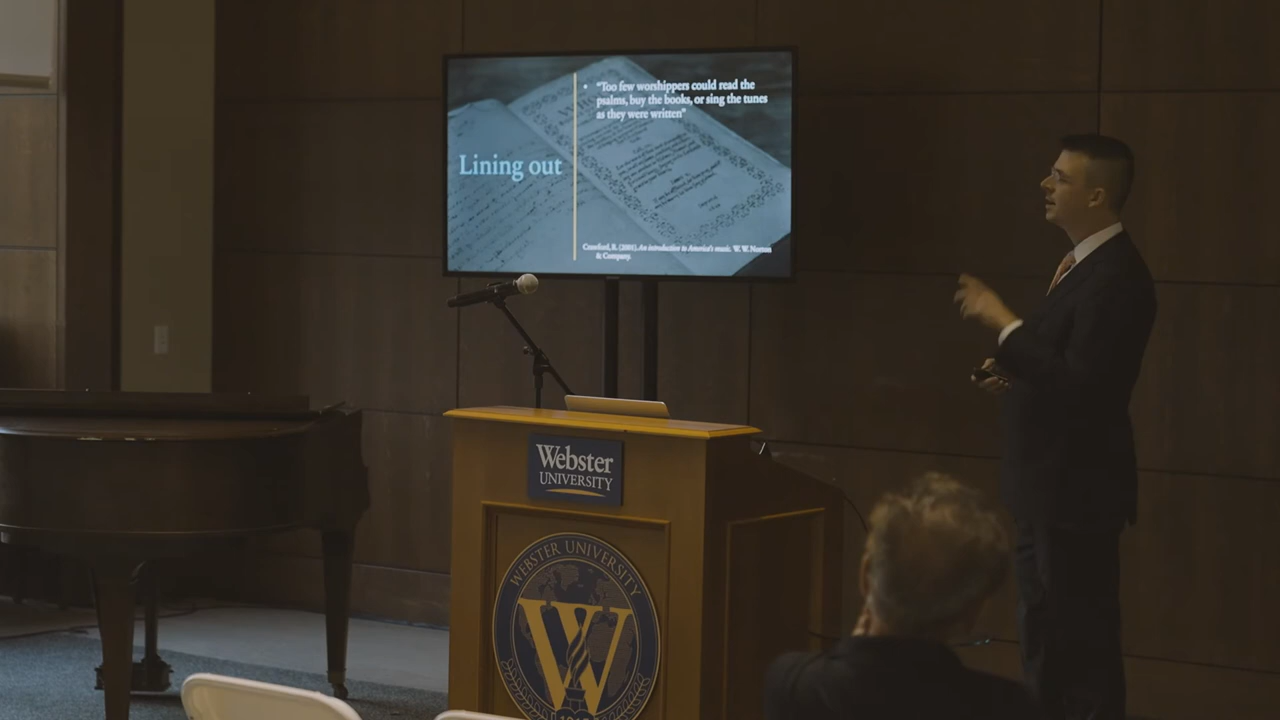 Lining out
• “Too few worshippers could read the
psalms, buy the books, or sing the tunes
as they were written”
Crawford, R. (2001). An introduction to America's music. W. W. Norton
& Company.
Webster
UNIVERSITY
WEBSTER UNIVERSITY
W